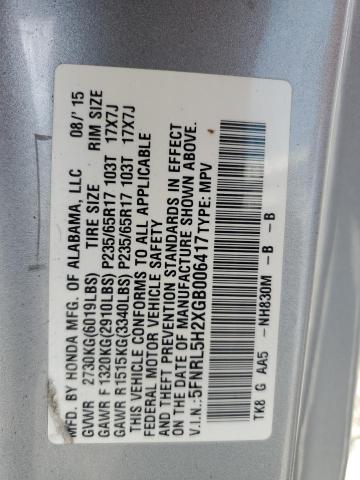 MFD. BY HONDA MFG. OF ALABAMA, LLC 08/'15
GVWR 2730KG(6019LBS) TIRE SIZE RIM SIZE
GAWR F 1320KG(2910LBS) P235/65R17 103T 17X7J
GAWR R 1515KG(3340LBS) P235/65R17 103T 17X7J
THIS VEHICLE CONFORMS TO ALL APPLICABLE
FEDERAL MOTOR VEHICLE SAFETY
AND THEFT PREVENTION STANDARDS IN EFFECT
ON THE DATE OF MANUFACTURE SHOWN ABOVE.
V.I.N.:5FNRL5H2XGB006417 TYPE: MPV
TK8 G AA5 -NH830M -B -B